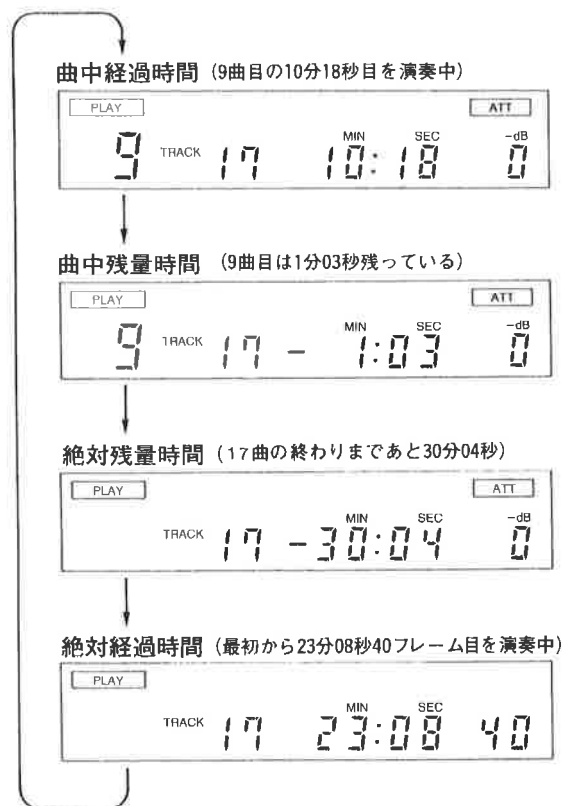 曲中経過時間 (9曲目の10分18秒目を演奏中)
PLAY ATT
MIN SEC -dB
9 TRACK 17 10:18 0
曲中残量時間 (9曲目は1分03秒残っている)
PLAY ATT
MIN SEC -dB
9 TRACK 17 - 1:03 0
絶対残量時間 (17曲の終わりまであと30分04秒)
PLAY ATT
MIN SEC -dB
TRACK 17 -30:04 0
絶対経過時間 (最初から23分08秒40フレーム目を演奏中)
PLAY
MIN SEC
TRACK 17 23:08 40